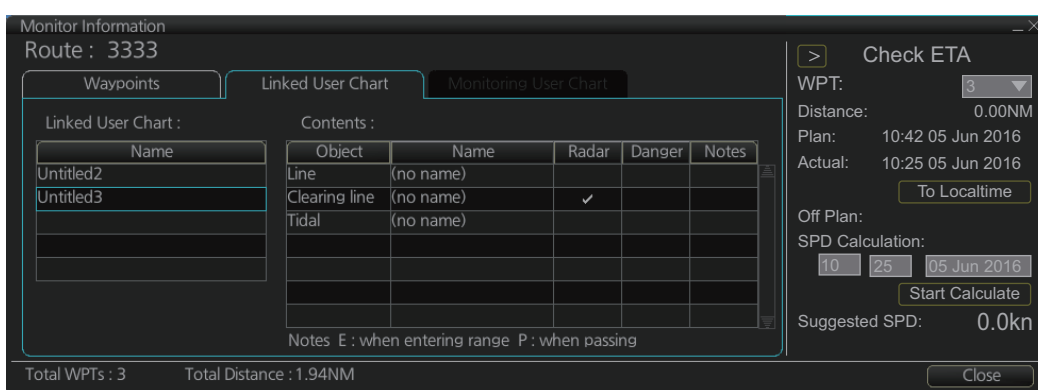 Monitor Information
Route : 3333
Waypoints Linked User Chart Monitoring User Chart
Linked User Chart : Contents :
Name Object Name Radar Danger Notes
Untitled2 Line (no name)
Untitled3 Clearing line (no name) ✓
Tidal (no name)
Notes E : when entering range P : when passing
Total WPTs : 3 Total Distance : 1.94NM
> Check ETA
WPT: 3
Distance: 0.00NM
Plan: 10:42 05 Jun 2016
Actual: 10:25 05 Jun 2016
To Localtime
Off Plan:
SPD Calculation:
10 25 05 Jun 2016
Start Calculate
Suggested SPD: 0.0kn
Close